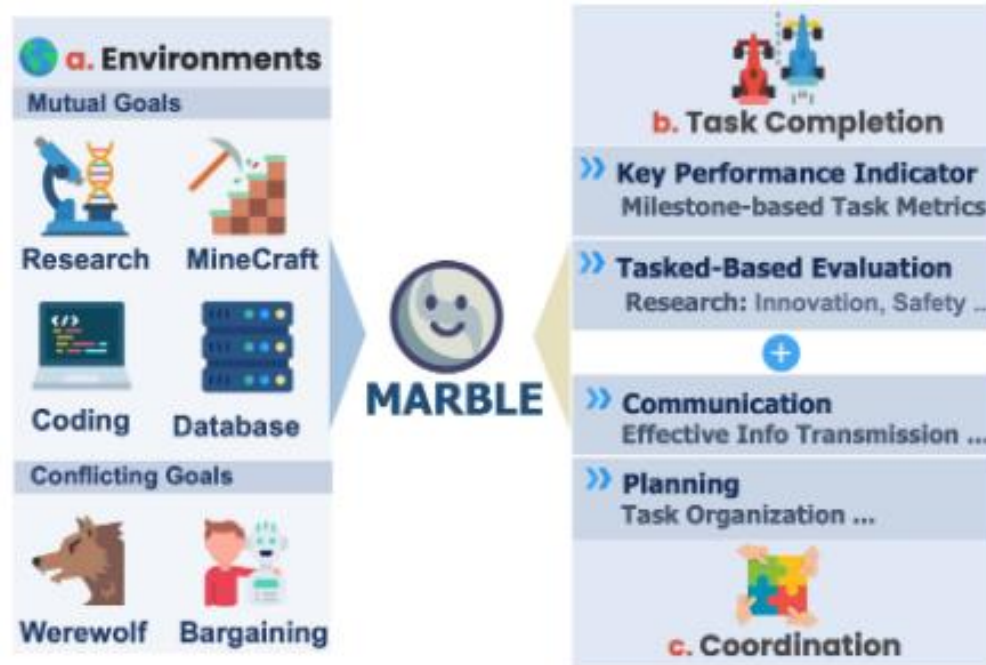 a. Environments
Mutual Goals
Research MineCraft
Coding Database
Conflicting Goals
Werewolf Bargaining
MARBLE
b. Task Completion
Key Performance Indicator
Milestone-based Task Metrics
Tasked-Based Evaluation
Research: Innovation, Safety ...
Communication
Effective Info Transmission ...
Planning
Task Organization ...
c. Coordination